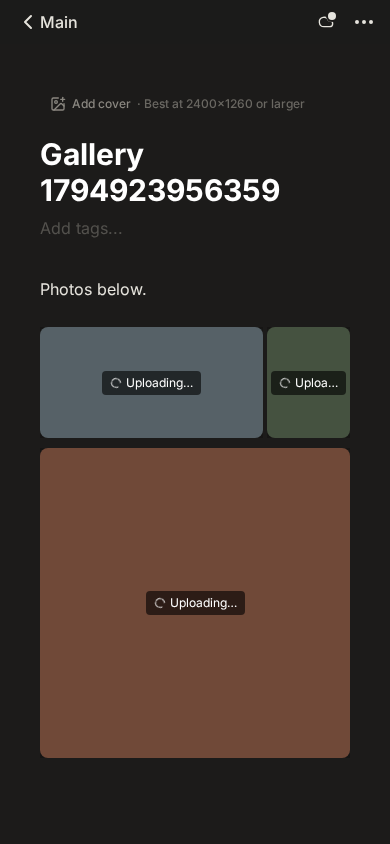 Main
Add cover · Best at 2400×1260 or larger
Gallery
1794923956359
Add tags...
Photos below.
Uploading...
Uploa...
Uploading...